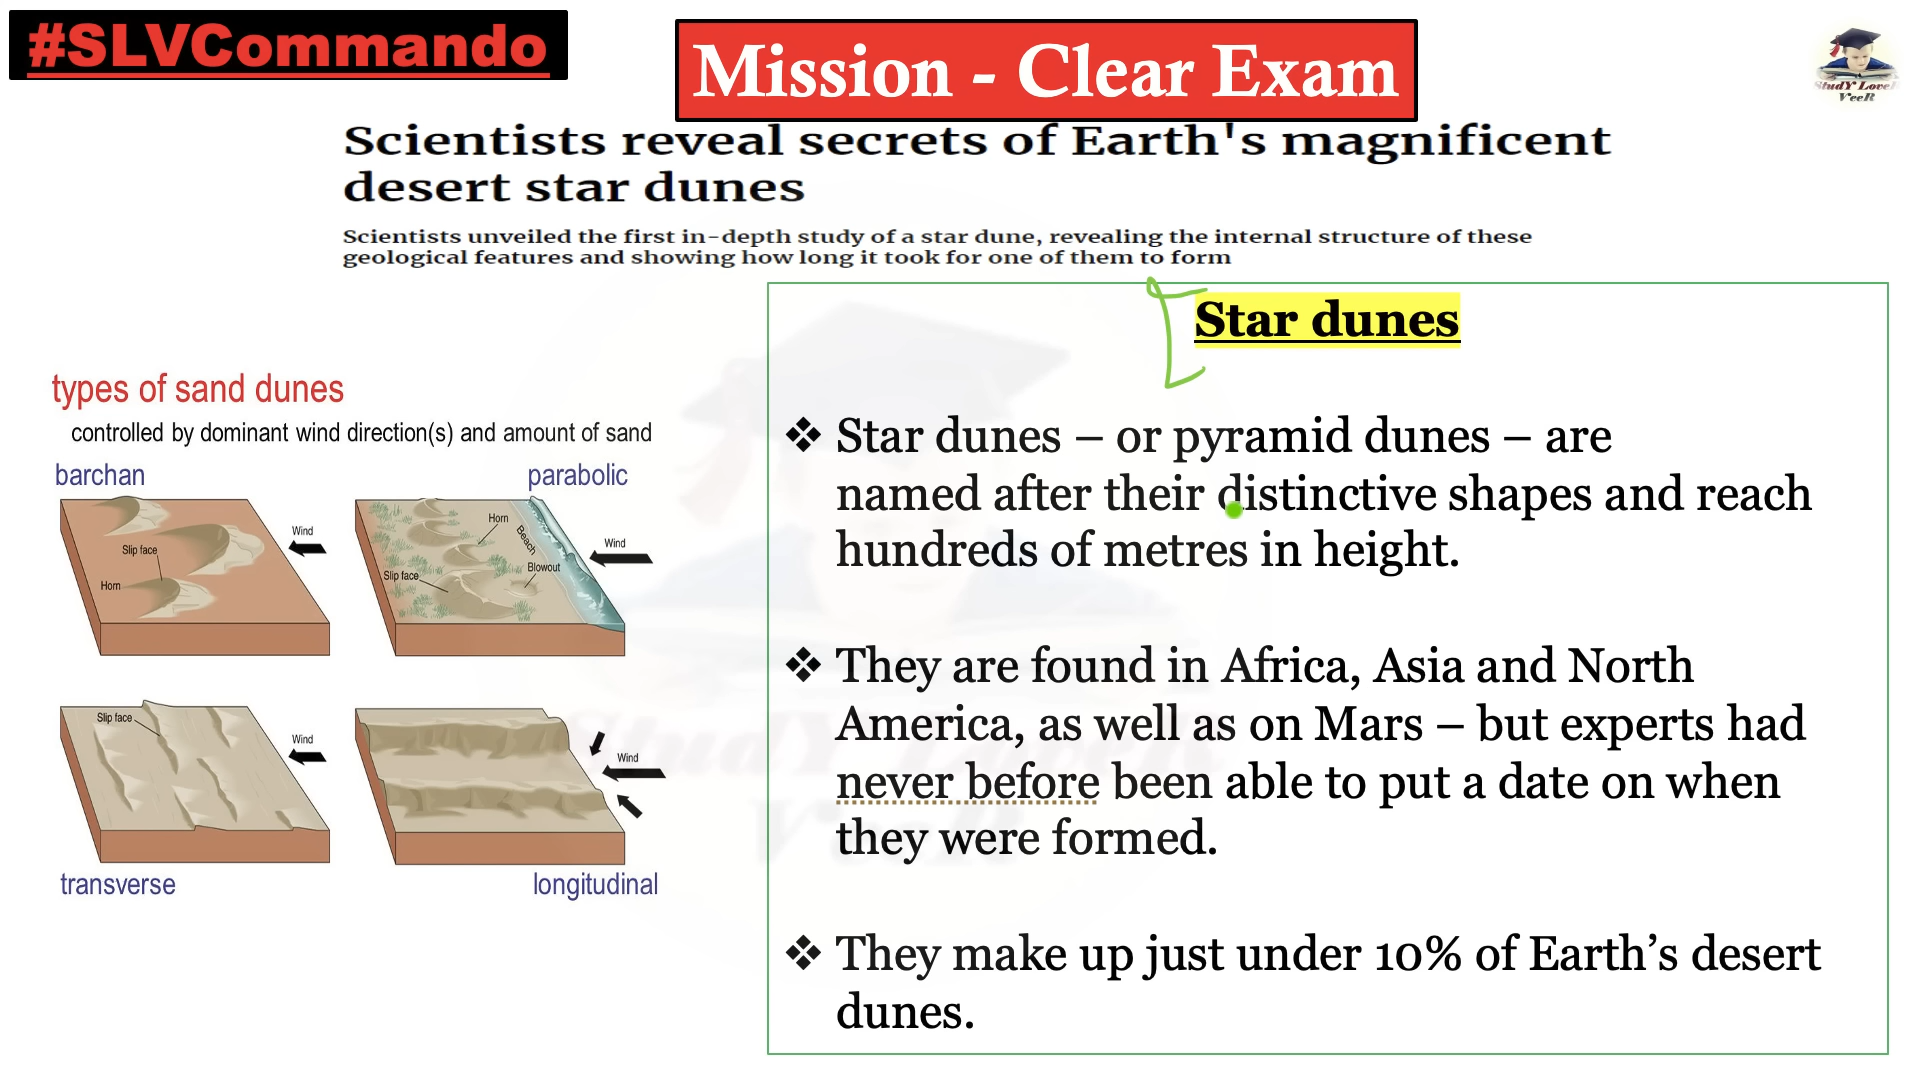 #SLVCommando
Mission - Clear Exam
StudY LoveR
VeeR
Scientists reveal secrets of Earth's magnificent
desert star dunes
Scientists unveiled the first in-depth study of a star dune, revealing the internal structure of these
geological features and showing how long it took for one of them to form
types of sand dunes
controlled by dominant wind direction(s) and amount of sand
barchan
Slip face
Horn
Wind
parabolic
Horn
Beach
Blowout
Slip face
Wind
Slip face
Wind
transverse
Wind
longitudinal
Star dunes
❖ Star dunes – or pyramid dunes – are
named after their distinctive shapes and reach
hundreds of metres in height.
❖ They are found in Africa, Asia and North
America, as well as on Mars – but experts had
never before been able to put a date on when
they were formed.
❖ They make up just under 10% of Earth’s desert
dunes.
StudY LoveR
VeeR